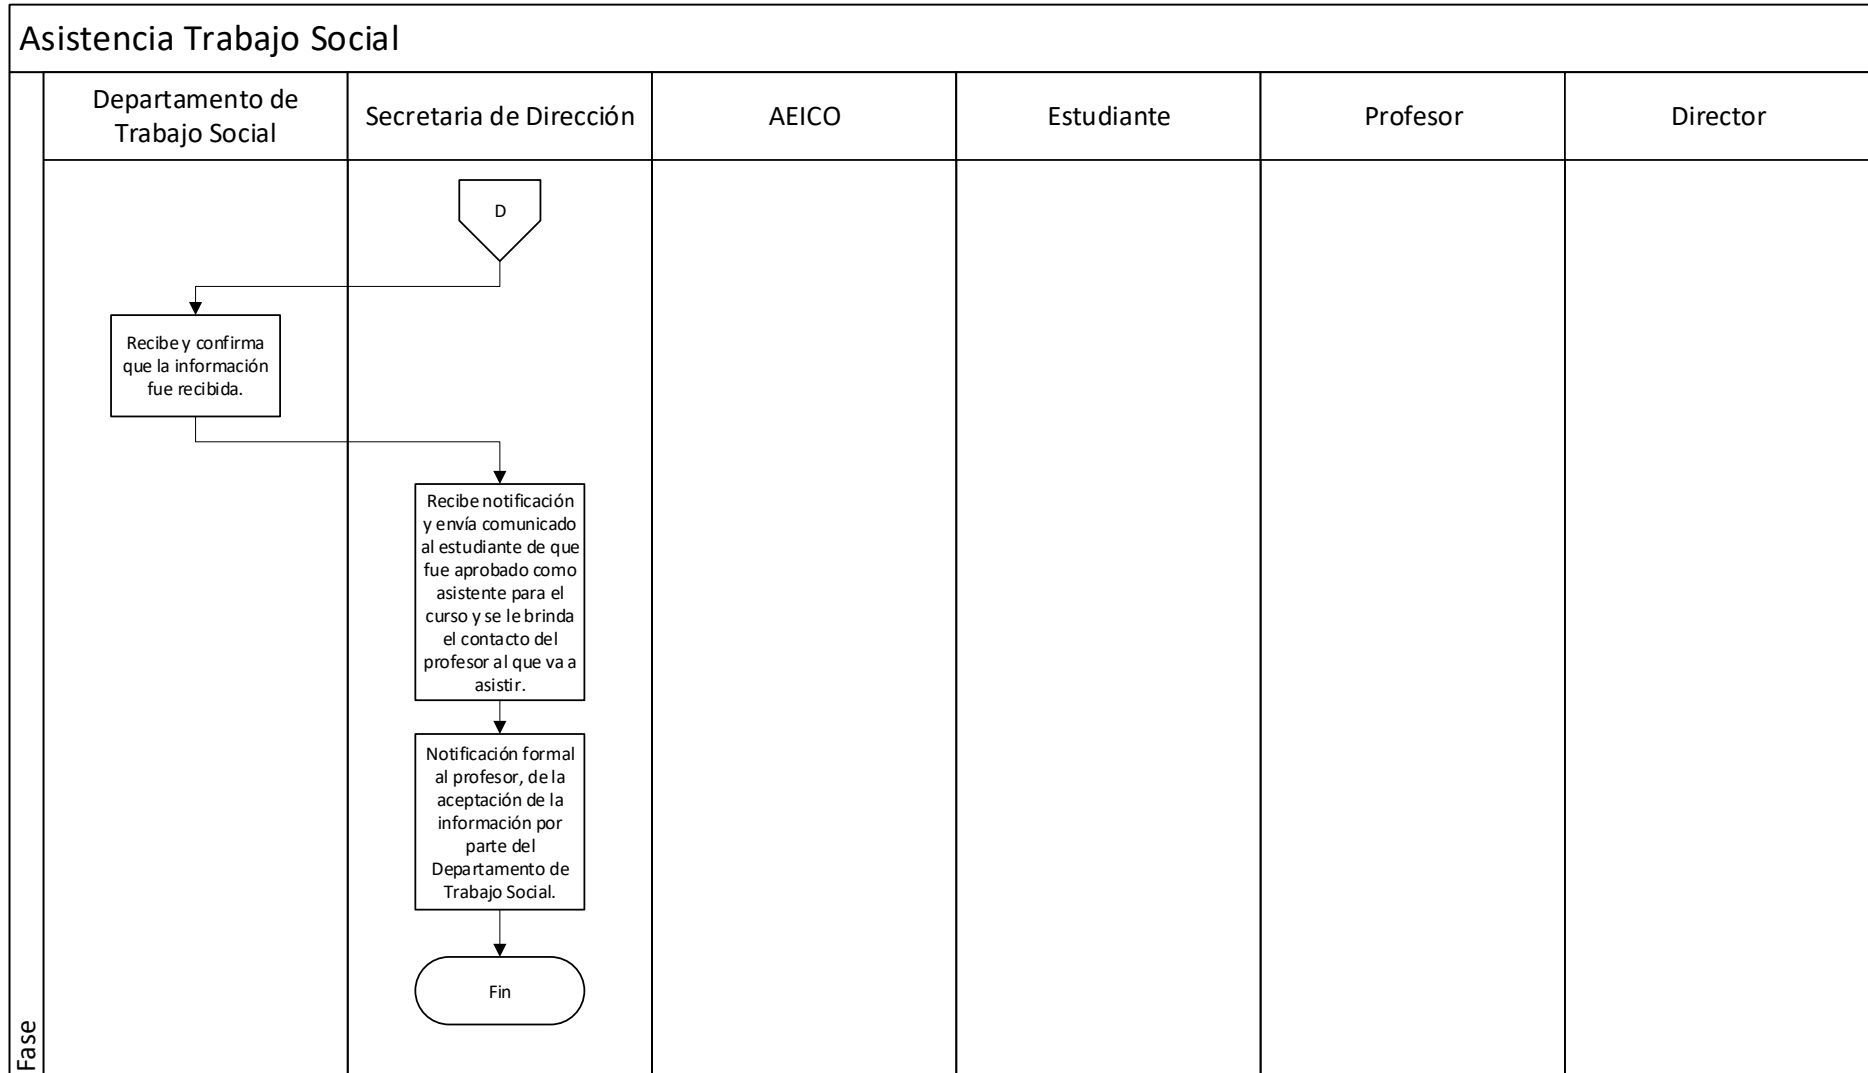 Asistencia Trabajo Social
Departamento de
Trabajo Social
Secretaria de Dirección
AEICO
Estudiante
Profesor
Director
D
Recibe y confirma
que la información
fue recibida.
Recibe notificación
y envía comunicado
al estudiante de que
fue aprobado como
asistente para el
curso y se le brinda
el contacto del
profesor al que va a
asistir.
Notificación formal
al profesor, de la
aceptación de la
información por
parte del
Departamento de
Trabajo Social.
Fin
Fase